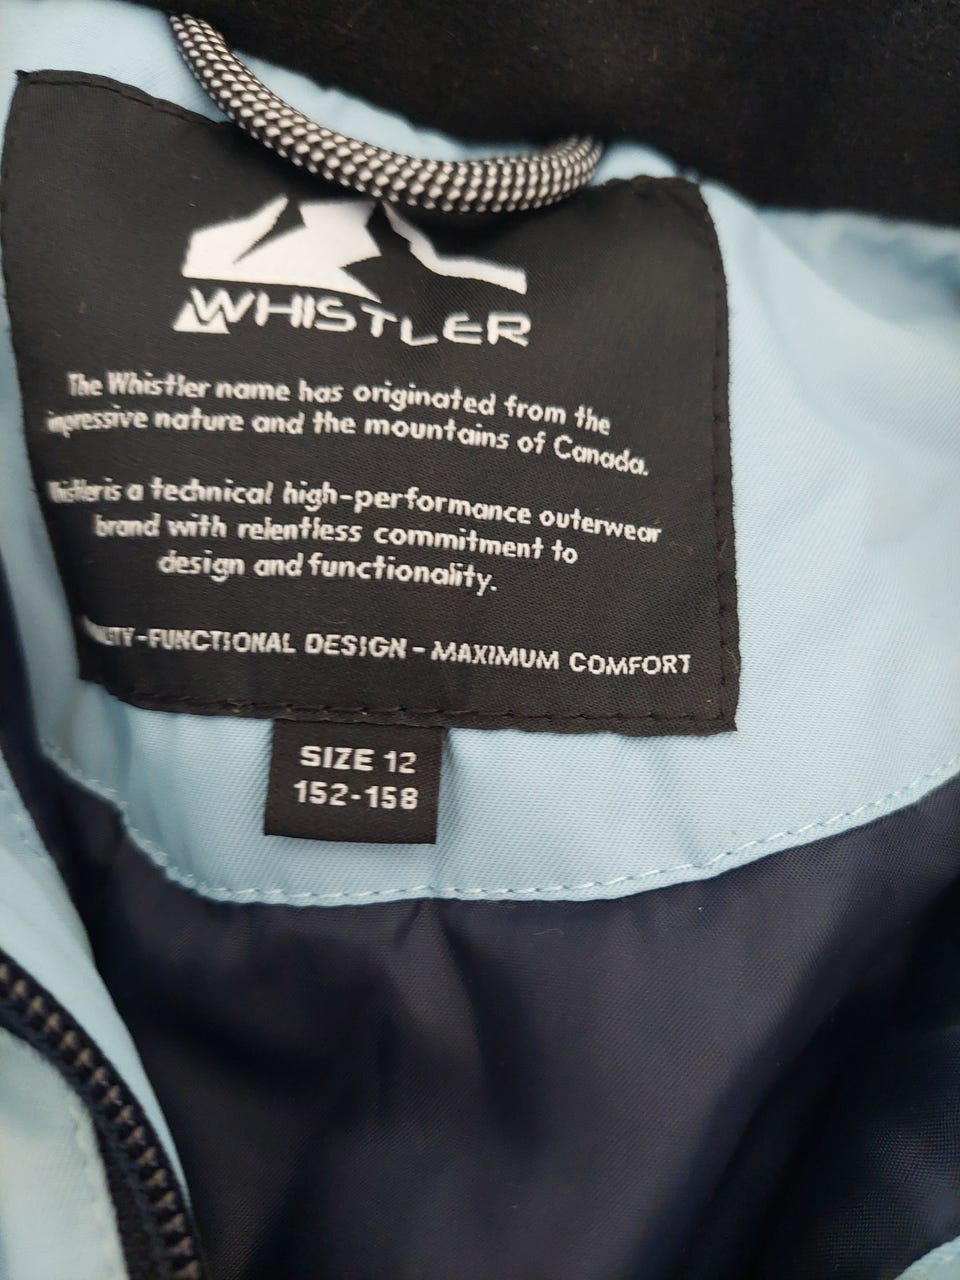 WHISTLER
The Whistler name has originated from the
impressive nature and the mountains of Canada.
Whistler is a technical high-performance outerwear
brand with relentless commitment to
design and functionality.
-FUNCTIONAL DESIGN - MAXIMUM COMFORT
SIZE 12
152-158